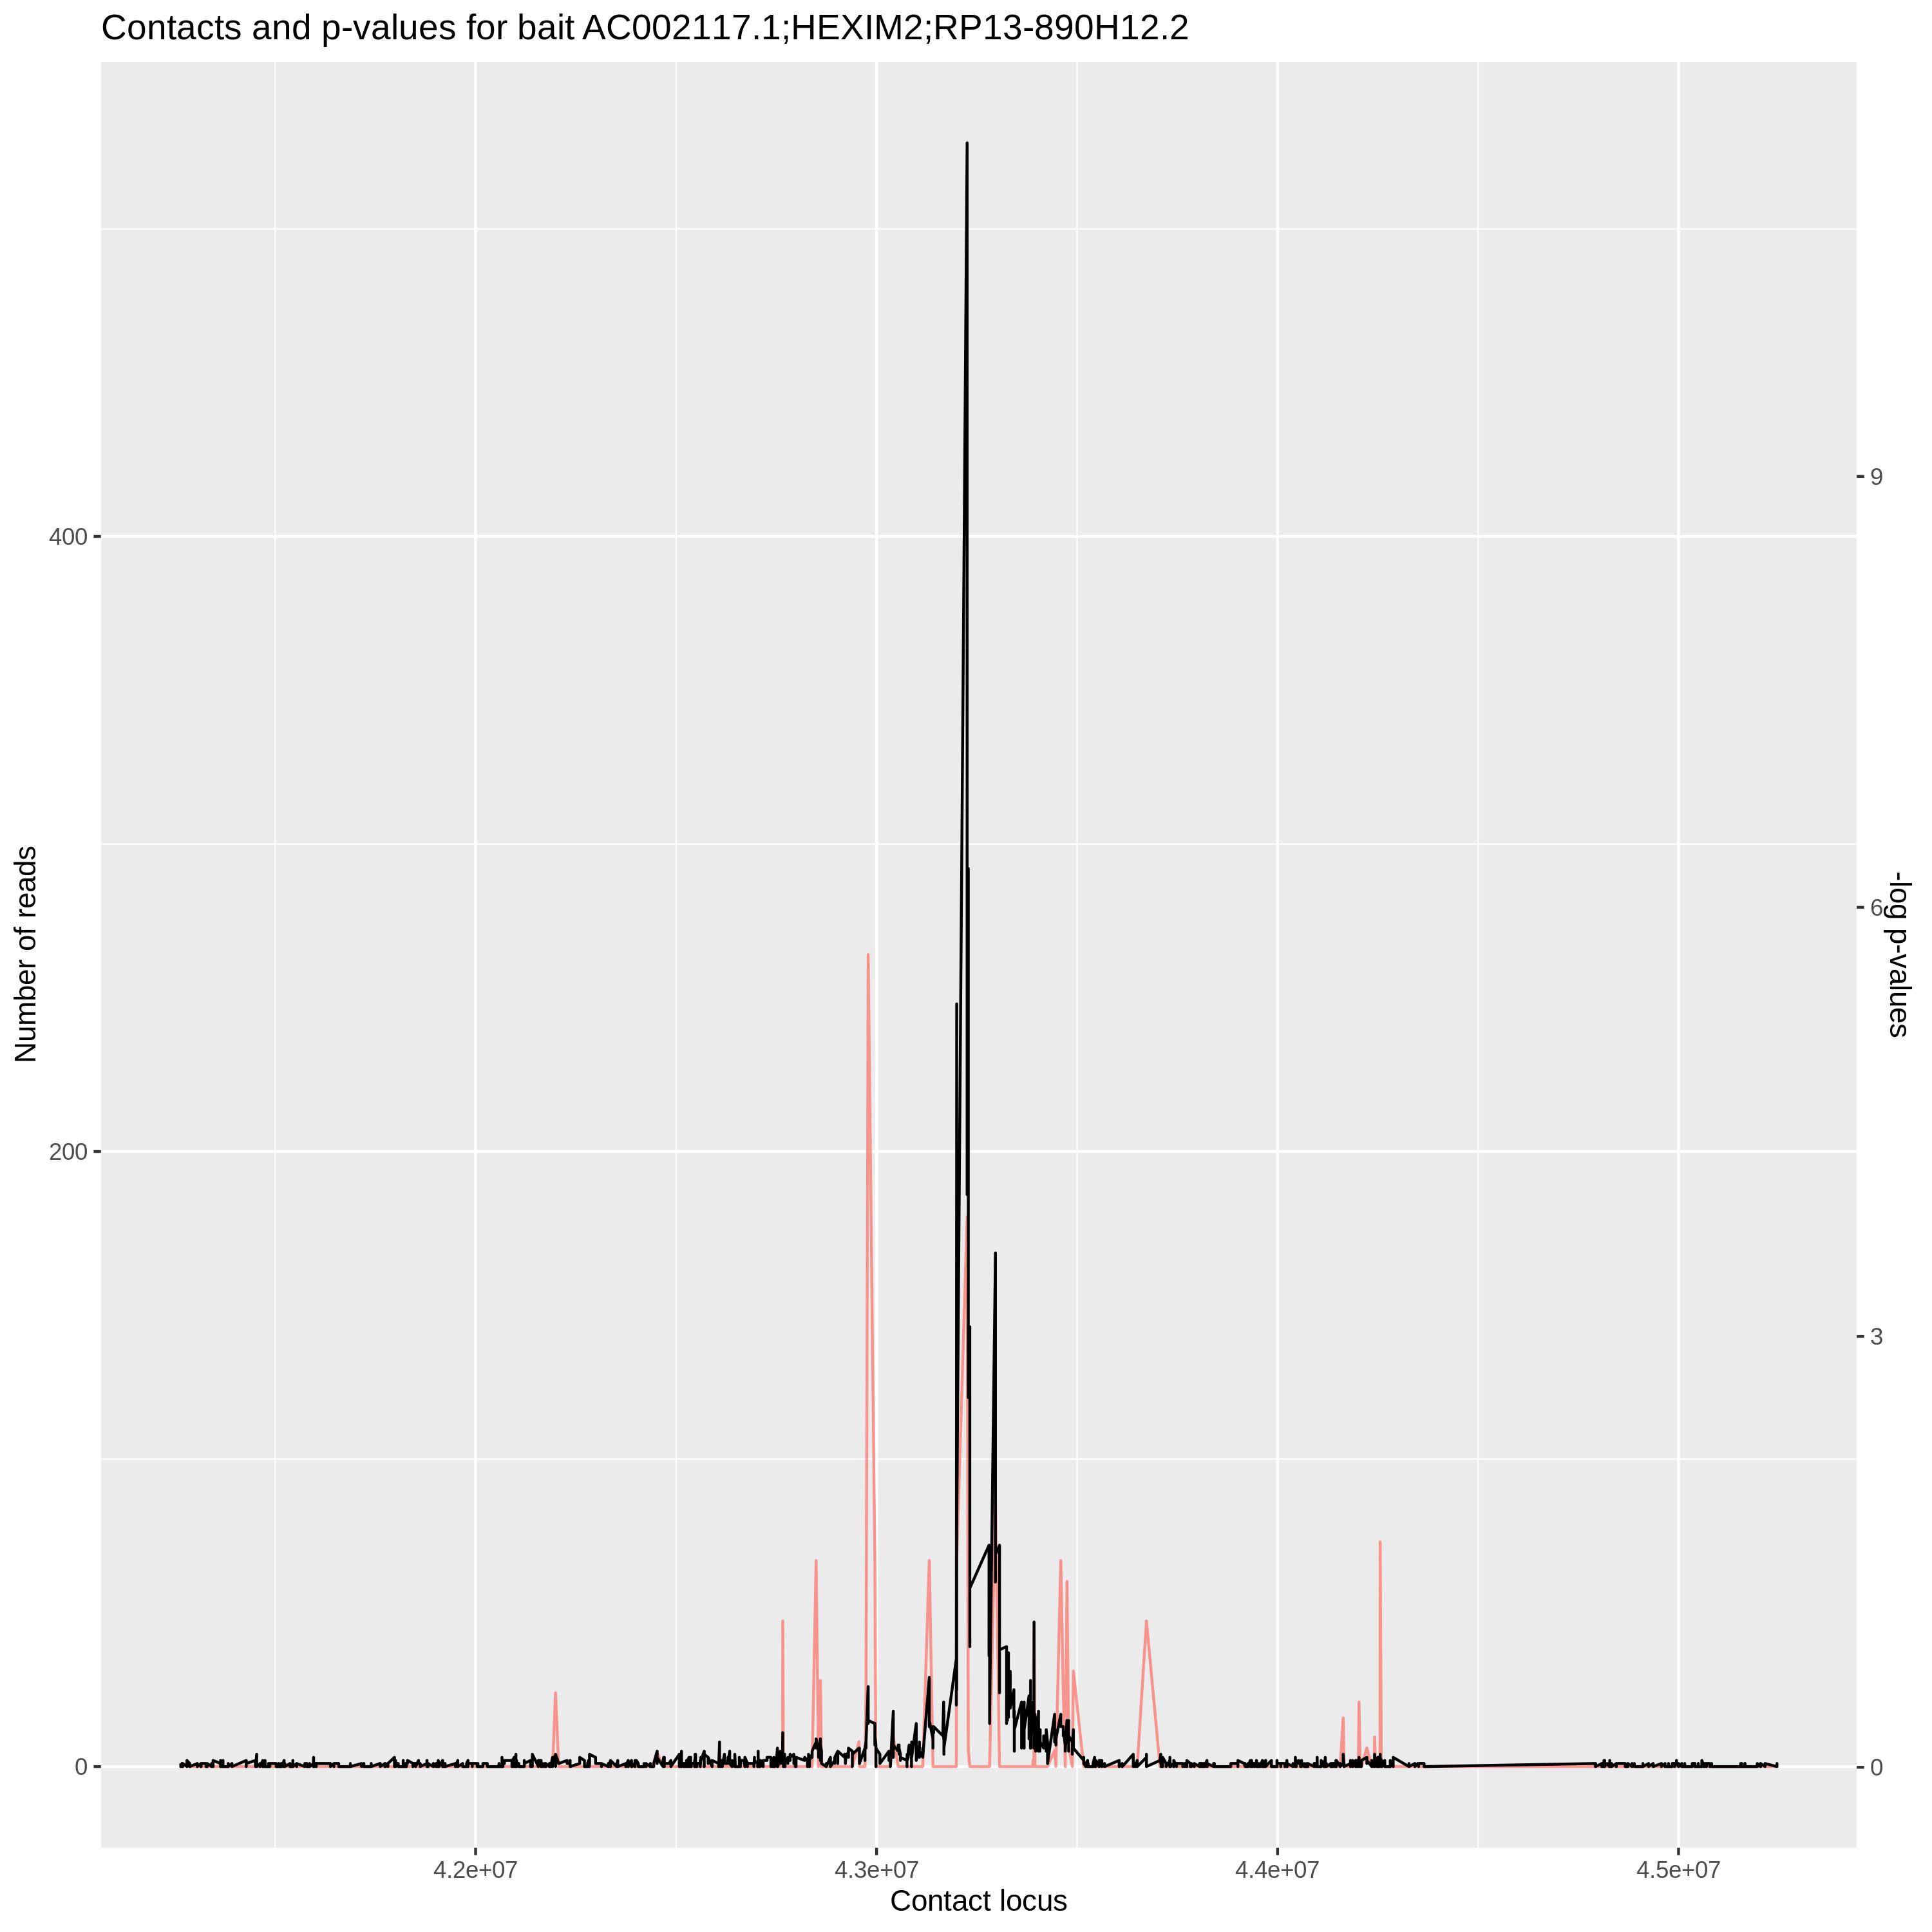 Contacts and p-values for bait AC002117.1;HEXIM2;RP13-890H12.2
Number of reads
400
200
0
9
6
3
0
-log p-values
4.2e+07
4.3e+07
4.4e+07
4.5e+07
Contact locus